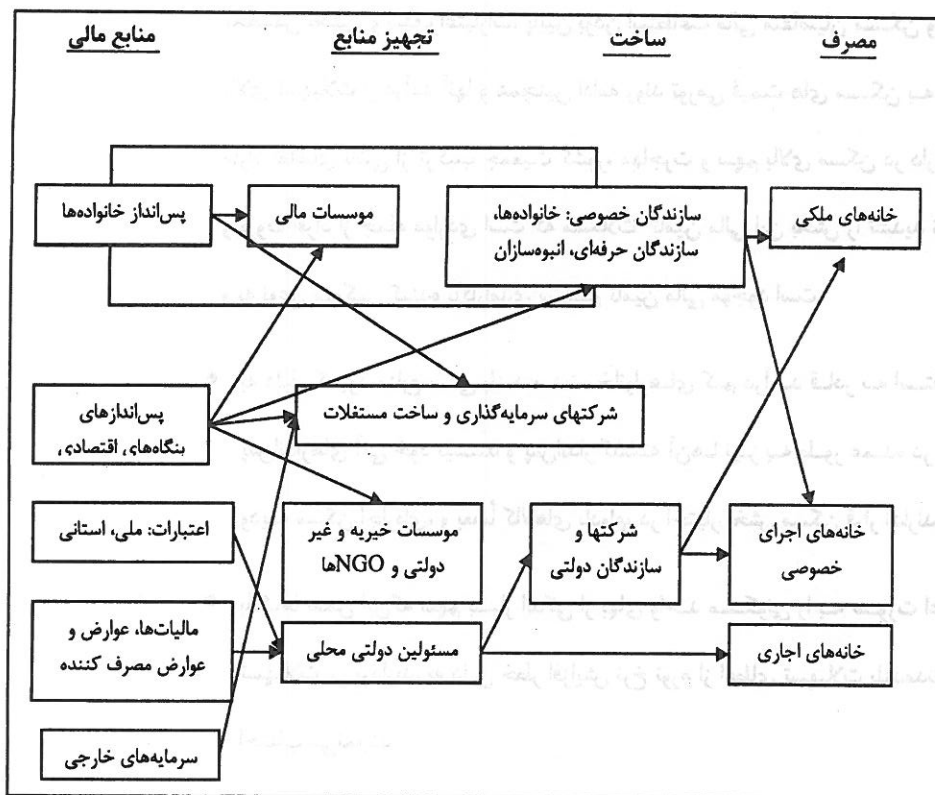 منابع مالی
تجهیز منابع
ساخت
مصرف
پس‌انداز خانواده‌ها
موسسات مالی
سازندگان خصوصی: خانواده‌ها،
سازندگان حرفه‌ای، انبوه‌سازان
خانه‌های ملکی
پس‌اندازهای
بنگاه‌های اقتصادی
شرکتهای سرمایه‌گذاری و ساخت مستغلات
اعتبارات: ملی، استانی
موسسات خیریه و غیر
دولتی و NGOها
شرکتها و
سازندگان دولتی
خانه‌های اجرای
خصوصی
مالیات‌ها، عوارض و
عوارض مصرف کننده
مسئولین دولتی محلی
خانه‌های اجاری
سرمایه‌های خارجی